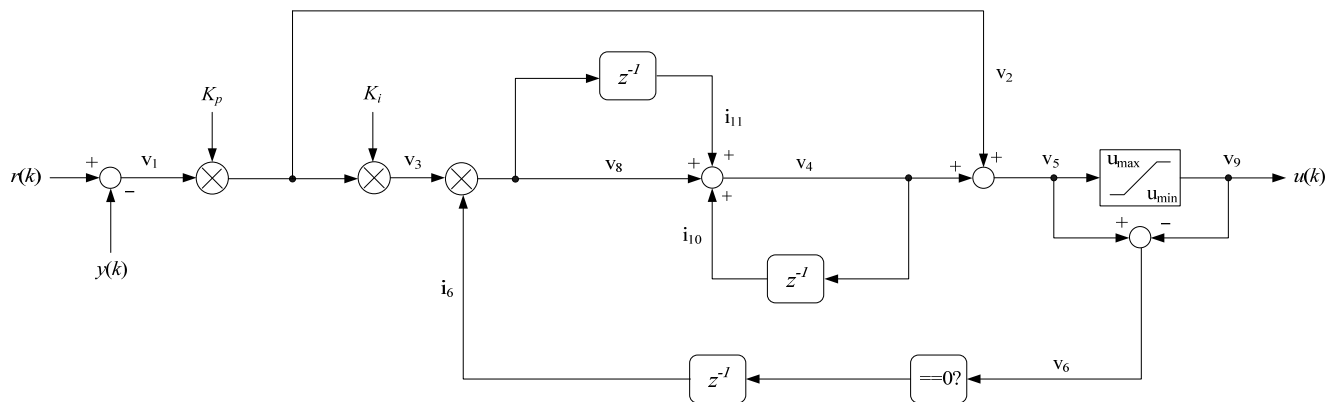 z⁻¹
v₂
Kₚ
Kᵢ
i₁₁
r(k)
+
v₁
−
v₃
v₈
+
+
+
v₄
+
+
v₅
uₘₐₓ
uₘᵢₙ
v₉
u(k)
y(k)
i₁₀
z⁻¹
+
−
i₆
z⁻¹
==0?
v₆